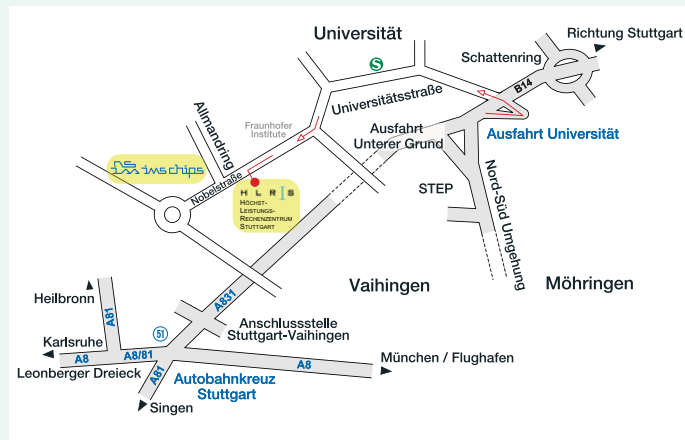 Universität
Richtung Stuttgart
Schattenring
S
B14
Universitätsstraße
Allmandring
Fraunhofer
Institute
Ausfahrt
Unterer Grund
Ausfahrt Universität
ims chips
Nobelstraße
H L R I S
HÖCHST-
LEISTUNGS-
RECHENZENTRUM
STUTTGART
STEP
Nord-Süd Umgehung
Vaihingen
Möhringen
Heilbronn
A81
A831
51
Anschlussstelle
Stuttgart-Vaihingen
Karlsruhe
A8
A8/81
A8
München / Flughafen
Leonberger Dreieck
A81
Autobahnkreuz
Stuttgart
Singen